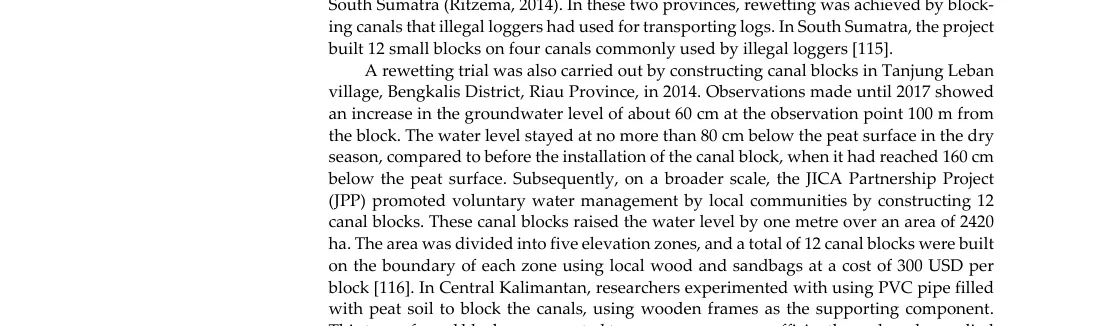 South Sumatra (Ritzema, 2014). In these two provinces, rewetting was achieved by block-
ing canals that illegal loggers had used for transporting logs. In South Sumatra, the project
built 12 small blocks on four canals commonly used by illegal loggers [115].
A rewetting trial was also carried out by constructing canal blocks in Tanjung Leban
village, Bengkalis District, Riau Province, in 2014. Observations made until 2017 showed
an increase in the groundwater level of about 60 cm at the observation point 100 m from
the block. The water level stayed at no more than 80 cm below the peat surface in the dry
season, compared to before the installation of the canal block, when it had reached 160 cm
below the peat surface. Subsequently, on a broader scale, the JICA Partnership Project
(JPP) promoted voluntary water management by local communities by constructing 12
canal blocks. These canal blocks raised the water level by one metre over an area of 2420
ha. The area was divided into five elevation zones, and a total of 12 canal blocks were built
on the boundary of each zone using local wood and sandbags at a cost of 300 USD per
block [116]. In Central Kalimantan, researchers experimented with using PVC pipe filled
with peat soil to block the canals, using wooden frames as the supporting component.